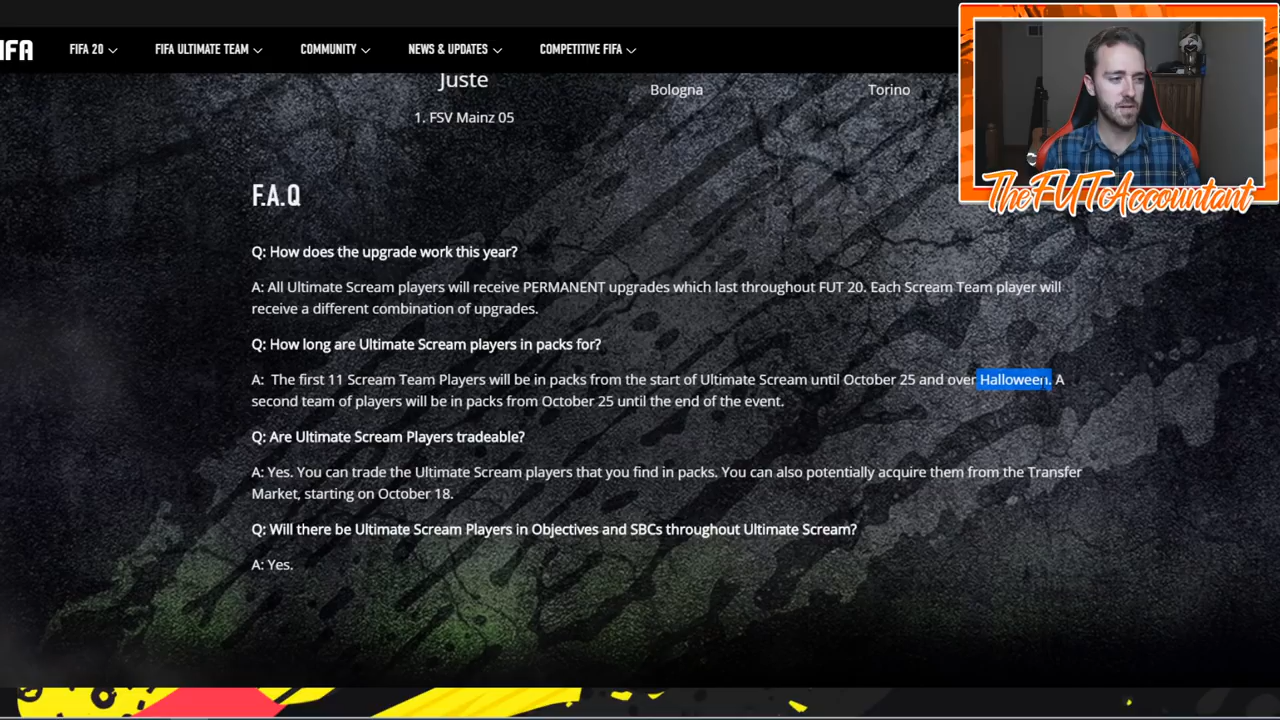 IFA FIFA 20 FIFA ULTIMATE TEAM COMMUNITY NEWS & UPDATES COMPETITIVE FIFA
Juste Bologna Torino
1. FSV Mainz 05
TheFUTAccountant
F.A.Q
Q: How does the upgrade work this year?
A: All Ultimate Scream players will receive PERMANENT upgrades which last throughout FUT 20. Each Scream Team player will
receive a different combination of upgrades.
Q: How long are Ultimate Scream players in packs for?
A:  The first 11 Scream Team Players will be in packs from the start of Ultimate Scream until October 25 and over Halloween. A
second team of players will be in packs from October 25 until the end of the event.
Q: Are Ultimate Scream Players tradeable?
A: Yes. You can trade the Ultimate Scream players that you find in packs. You can also potentially acquire them from the Transfer
Market, starting on October 18.
Q: Will there be Ultimate Scream Players in Objectives and SBCs throughout Ultimate Scream?
A: Yes.